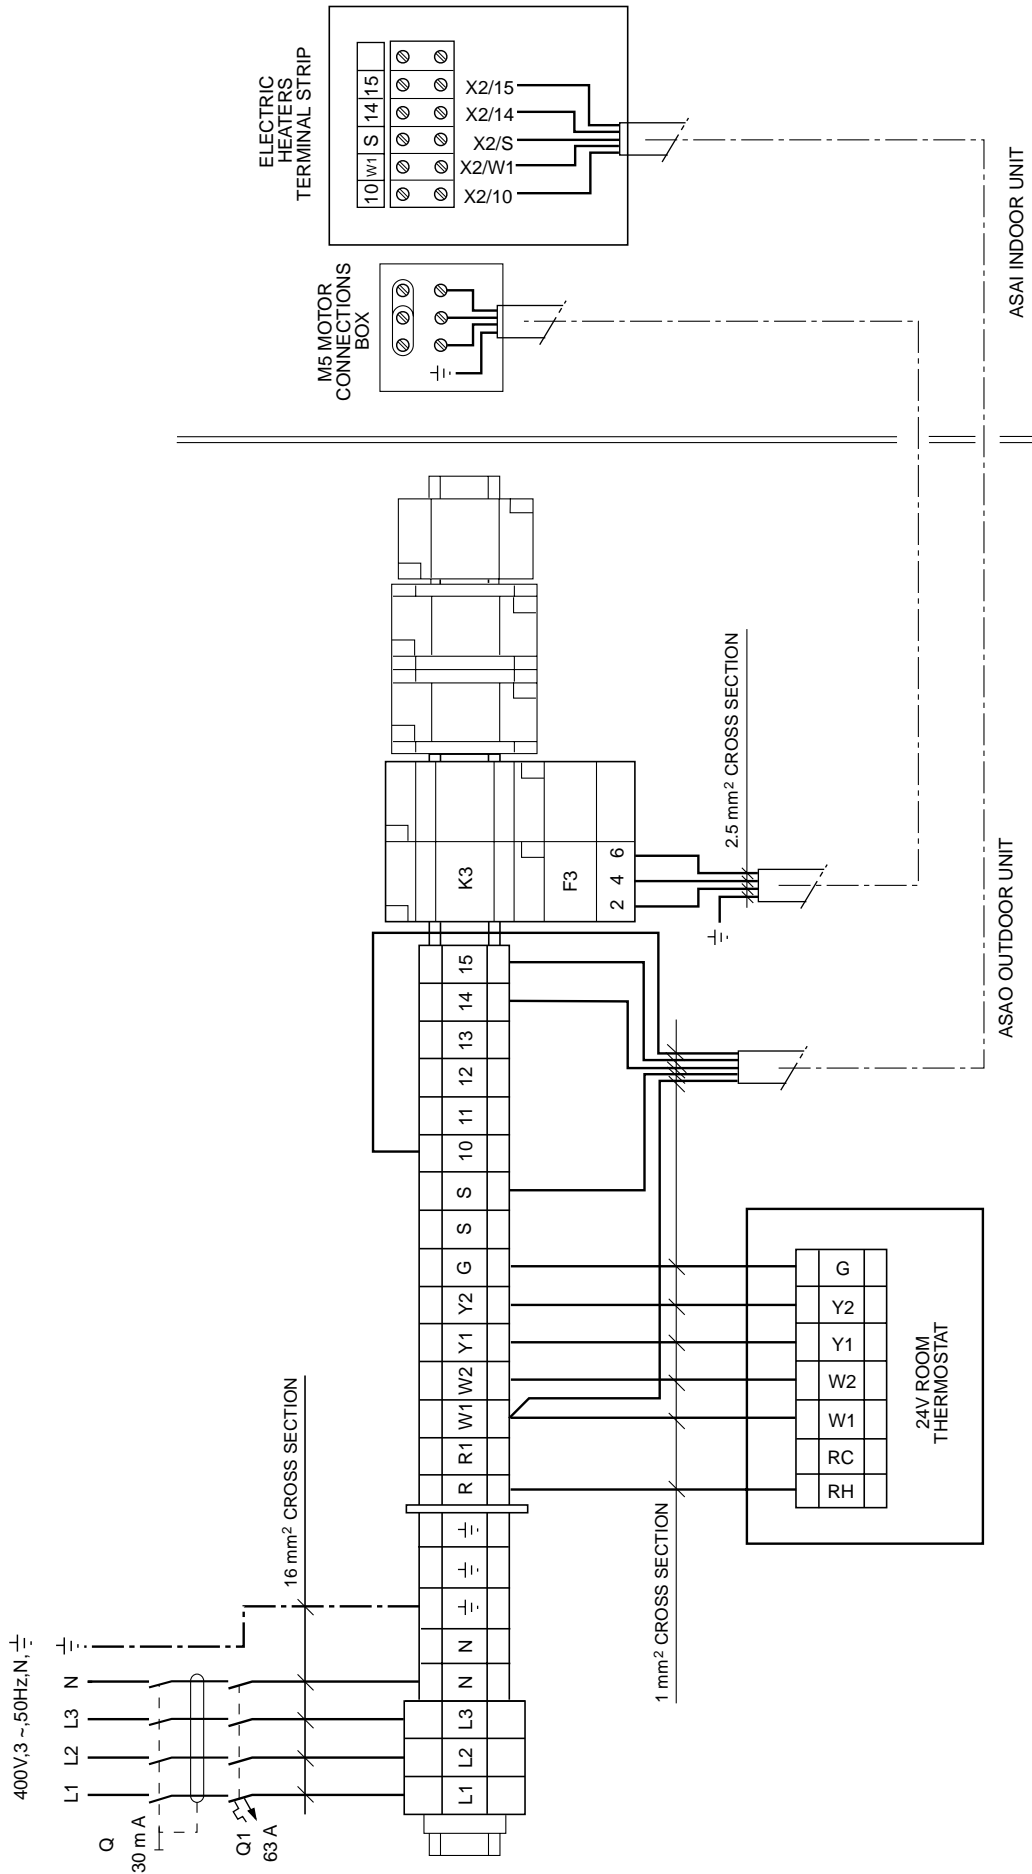 ELECTRIC
HEATERS
TERMINAL STRIP
10 W1 S 14 15
X2/15
X2/14
X2/S
X2/W1
X2/10
M5 MOTOR
CONNECTIONS
BOX
ASAI INDOOR UNIT
ASAO OUTDOOR UNIT
400V,3 ~,50Hz,N,
L1 L2 L3 N
Q
30 m A
Q1
63 A
16 mm² CROSS SECTION
L1 L2 L3 N N R R1 W1 W2 Y1 Y2 G S S 10 11 12 13 14 15
K3
F3
2 4 6
2.5 mm² CROSS SECTION
1 mm² CROSS SECTION
RH RC W1 W2 Y1 Y2 G
24V ROOM
THERMOSTAT